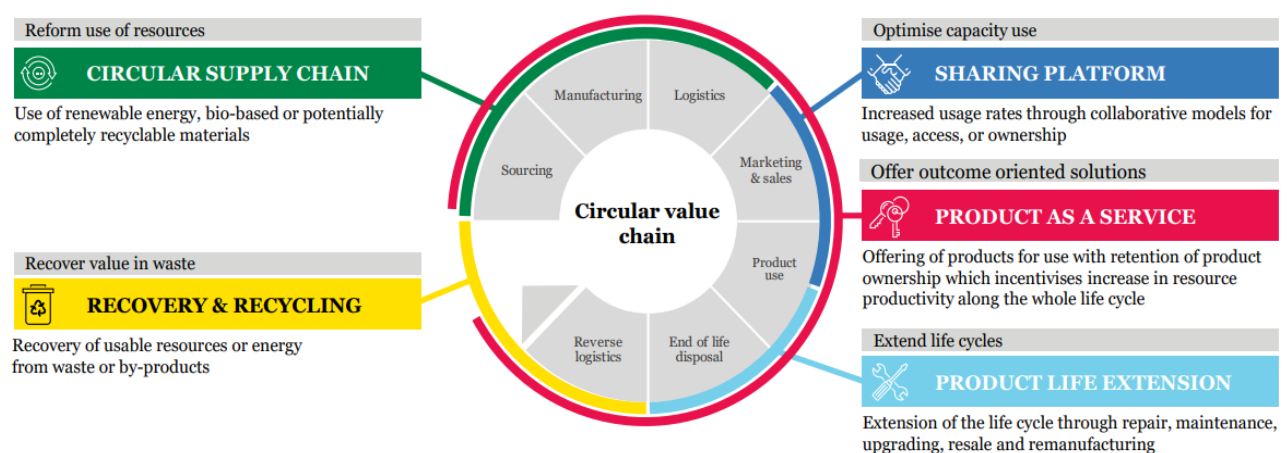 Reform use of resources
CIRCULAR SUPPLY CHAIN
Use of renewable energy, bio-based or potentially
completely recyclable materials
Recover value in waste
RECOVERY & RECYCLING
Recovery of usable resources or energy
from waste or by-products
Manufacturing
Logistics
Sourcing
Marketing
& sales
Circular value
chain
Product
use
Reverse
logistics
End of life
disposal
Optimise capacity use
SHARING PLATFORM
Increased usage rates through collaborative models for
usage, access, or ownership
Offer outcome oriented solutions
PRODUCT AS A SERVICE
Offering of products for use with retention of product
ownership which incentivises increase in resource
productivity along the whole life cycle
Extend life cycles
PRODUCT LIFE EXTENSION
Extension of the life cycle through repair, maintenance,
upgrading, resale and remanufacturing